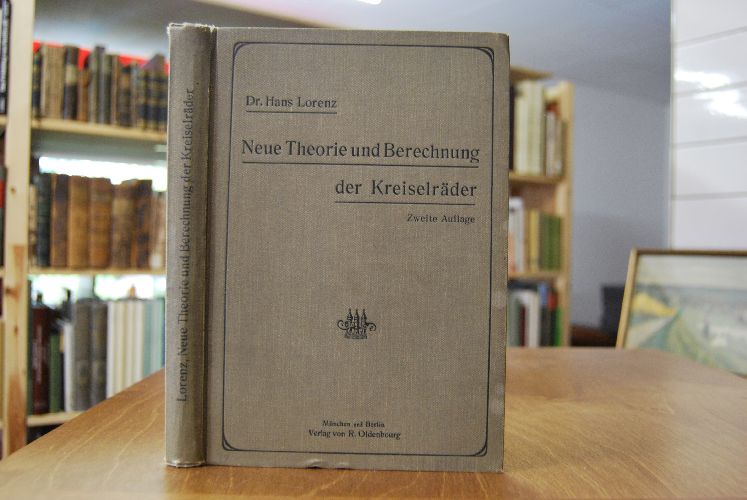 Lorenz, Neue Theorie und Berechnung der Kreiselräder
Dr. Hans Lorenz
Neue Theorie und Berechnung
der Kreiselräder
Zweite Auflage
München und Berlin
Verlag von R. Oldenbourg